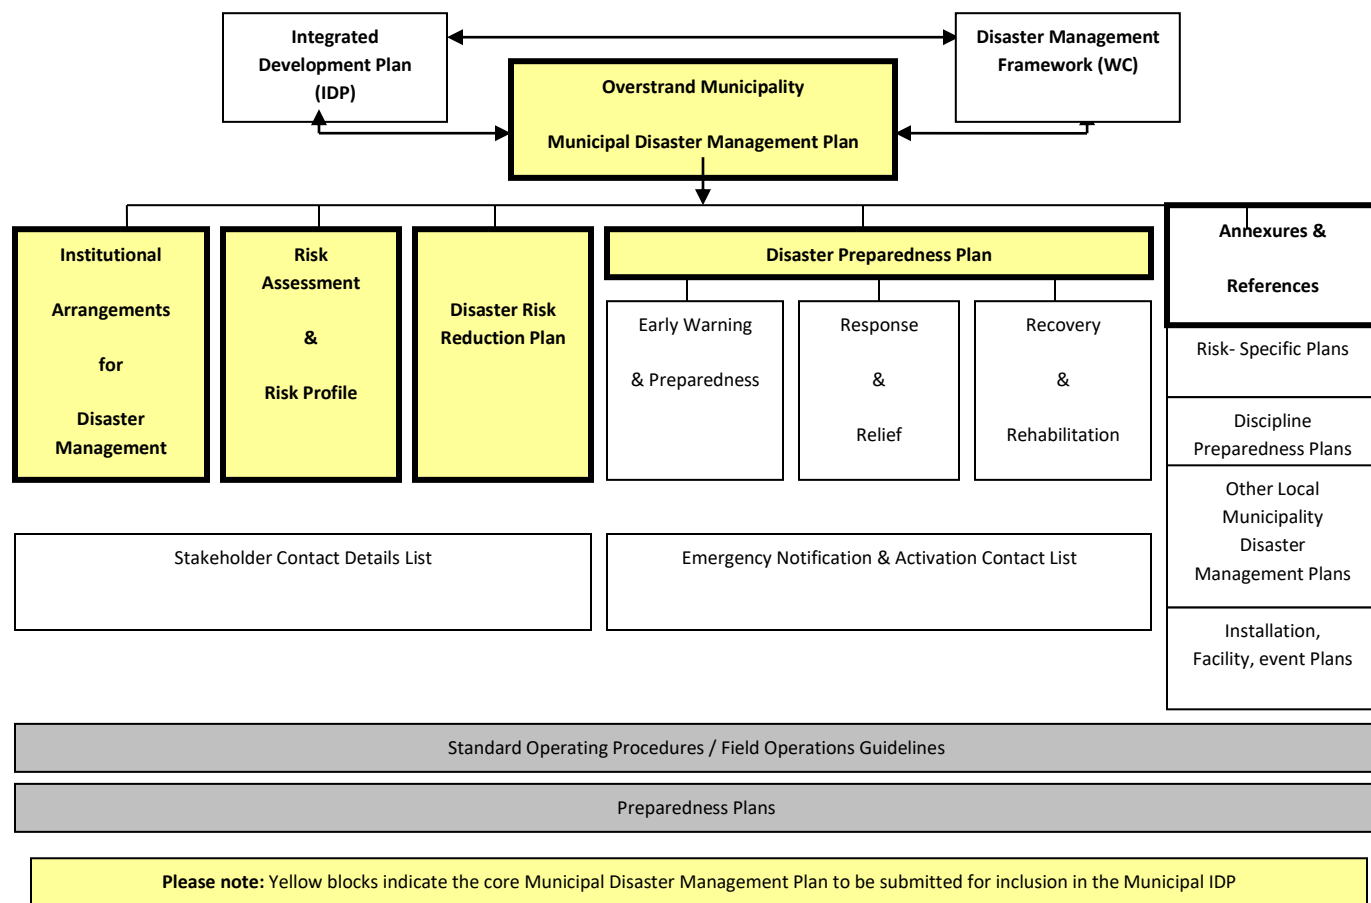 Integrated
Development Plan
(IDP)
Disaster Management
Framework (WC)
Overstrand Municipality
Municipal Disaster Management Plan
Institutional
Arrangements
for
Disaster
Management
Risk
Assessment
&
Risk Profile
Disaster Risk
Reduction Plan
Disaster Preparedness Plan
Early Warning
& Preparedness
Response
&
Relief
Recovery
&
Rehabilitation
Annexures &
References
Risk- Specific Plans
Discipline
Preparedness Plans
Other Local
Municipality
Disaster
Management Plans
Installation,
Facility, event Plans
Stakeholder Contact Details List
Emergency Notification & Activation Contact List
Standard Operating Procedures / Field Operations Guidelines
Preparedness Plans
Please note: Yellow blocks indicate the core Municipal Disaster Management Plan to be submitted for inclusion in the Municipal IDP